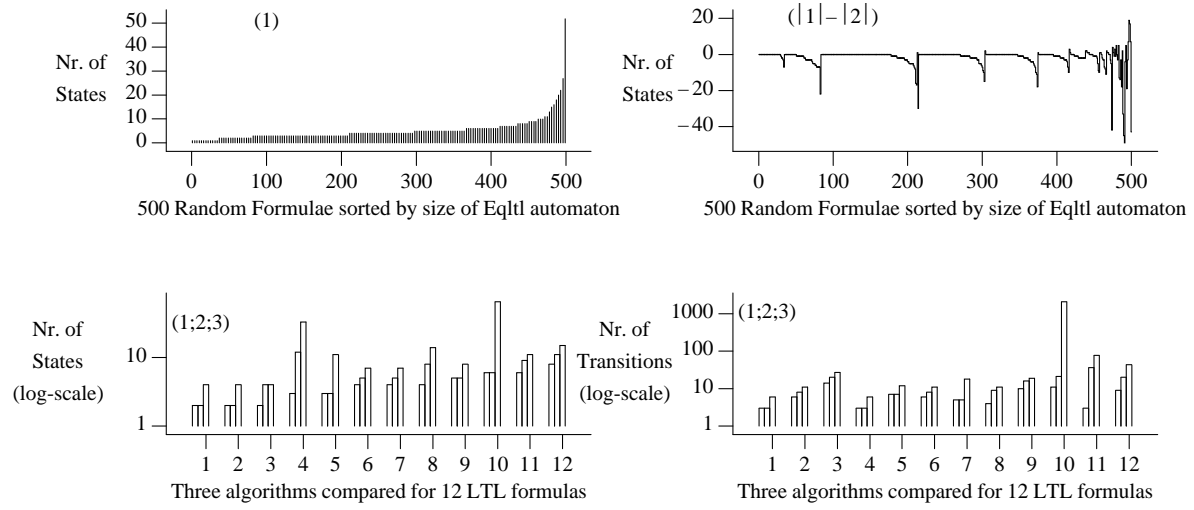 (1)
50
40
30
20
10
0
Nr. of
States
0 100 200 300 400 500
500 Random Formulae sorted by size of Eqltl automaton
(|1|−|2|)
20
0
−20
−40
Nr. of
States
0 100 200 300 400 500
500 Random Formulae sorted by size of Eqltl automaton
(1;2;3)
Nr. of
States
(log-scale)
10
1
1 2 3 4 5 6 7 8 9 10 11 12
Three algorithms compared for 12 LTL formulas
(1;2;3)
Nr. of
Transitions
(log-scale)
1000
100
10
1
1 2 3 4 5 6 7 8 9 10 11 12
Three algorithms compared for 12 LTL formulas